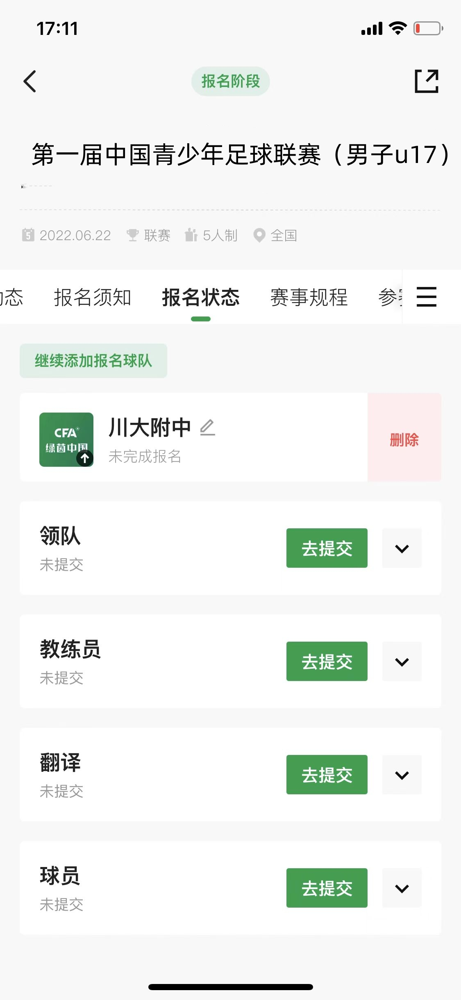 17:11
报名阶段
第一届中国青少年足球联赛（男子u17）
5 2022.06.22 联赛 5人制 全国
动态 报名须知 报名状态 赛事规程 参赛
继续添加报名球队
CFA
绿茵中国
川大附中
未完成报名
删除
领队
未提交
去提交
教练员
未提交
去提交
翻译
未提交
去提交
球员
未提交
去提交